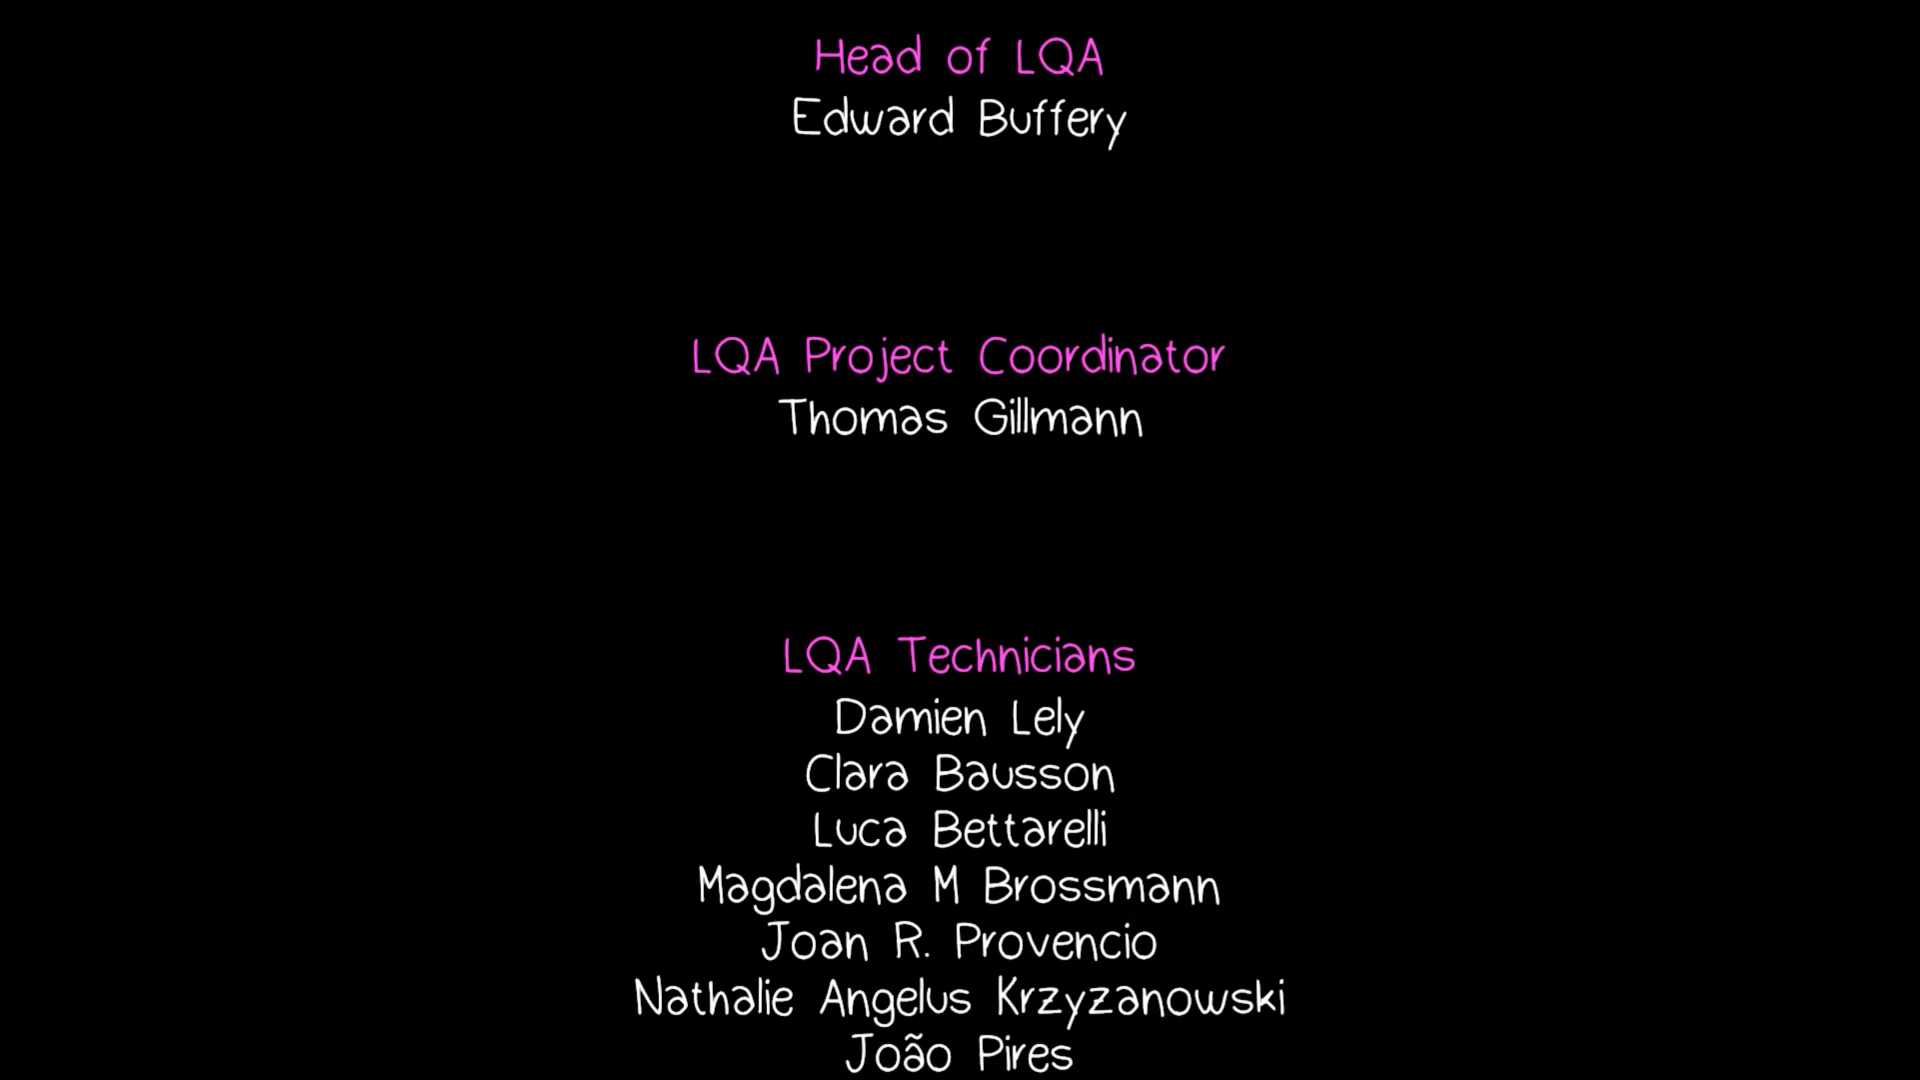 Head of LQA
Edward Buffery
LQA Project Coordinator
Thomas Gillmann
LQA Technicians
Damien Lely
Clara Bausson
Luca Bettarelli
Magdalena M Brossmann
Joan R. Provencio
Nathalie Angelus Krzyzanowski
João Pires